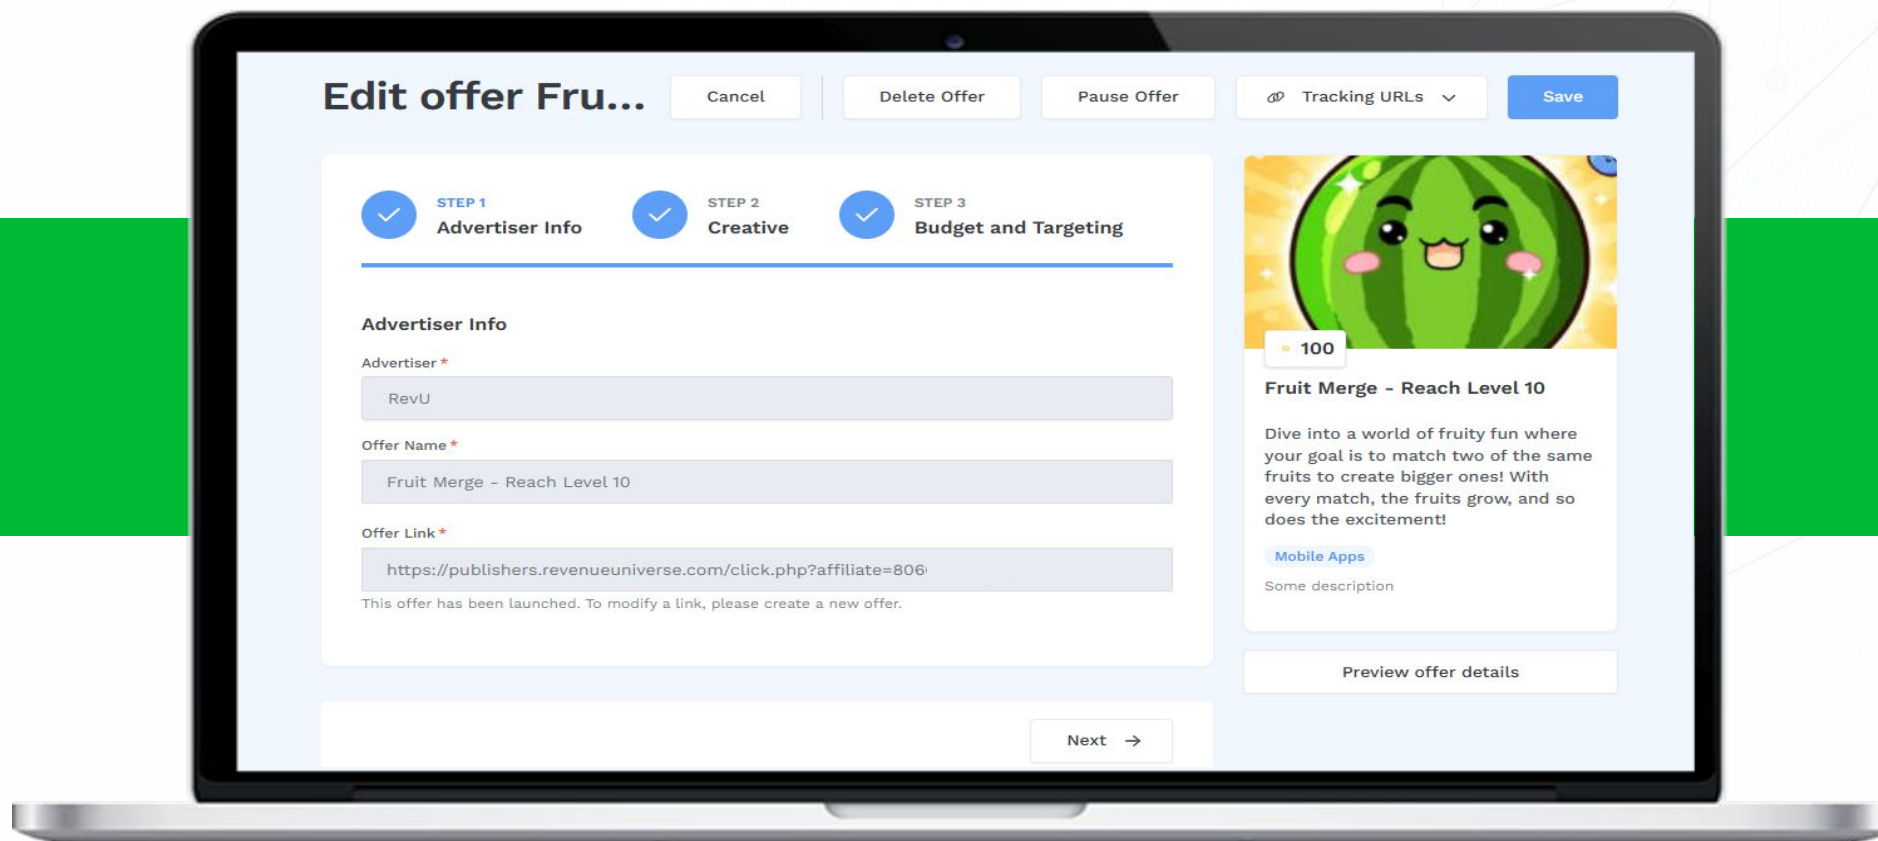 Edit offer Fru...
Cancel
Delete Offer
Pause Offer
Tracking URLs
Save
STEP 1
Advertiser Info
STEP 2
Creative
STEP 3
Budget and Targeting
Advertiser Info
Advertiser *
RevU
Offer Name *
Fruit Merge - Reach Level 10
Offer Link *
https://publishers.revenueuniverse.com/click.php?affiliate=806
This offer has been launched. To modify a link, please create a new offer.
Next →
100
Fruit Merge - Reach Level 10
Dive into a world of fruity fun where
your goal is to match two of the same
fruits to create bigger ones! With
every match, the fruits grow, and so
does the excitement!
Mobile Apps
Some description
Preview offer details